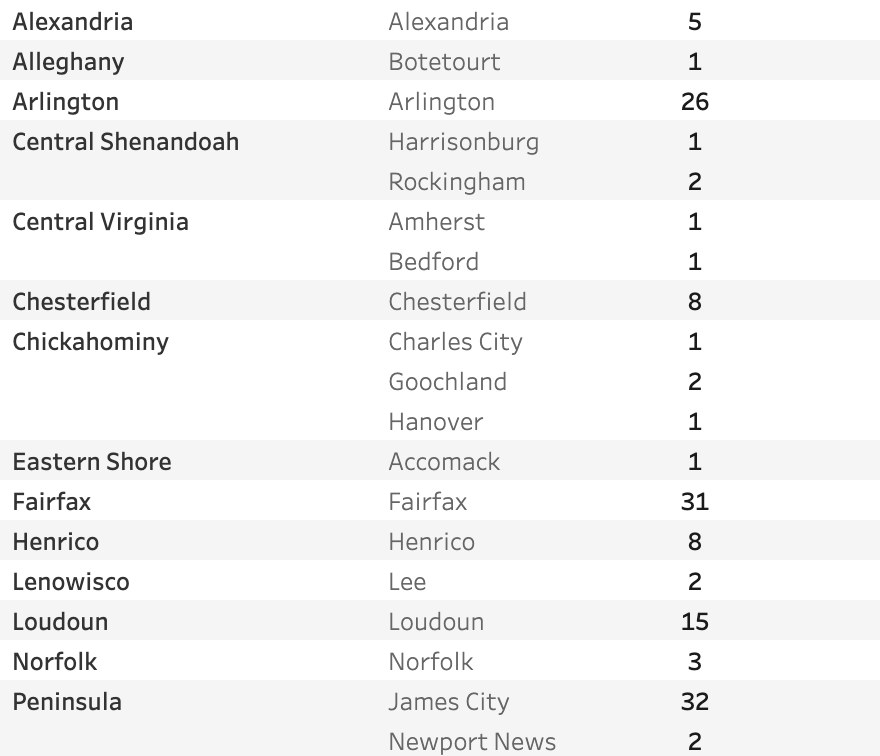 Alexandria Alexandria 5
Alleghany Botetourt 1
Arlington Arlington 26
Central Shenandoah Harrisonburg 1
Rockingham 2
Central Virginia Amherst 1
Bedford 1
Chesterfield Chesterfield 8
Chickahominy Charles City 1
Goochland 2
Hanover 1
Eastern Shore Accomack 1
Fairfax Fairfax 31
Henrico Henrico 8
Lenowisco Lee 2
Loudoun Loudoun 15
Norfolk Norfolk 3
Peninsula James City 32
Newport News 2